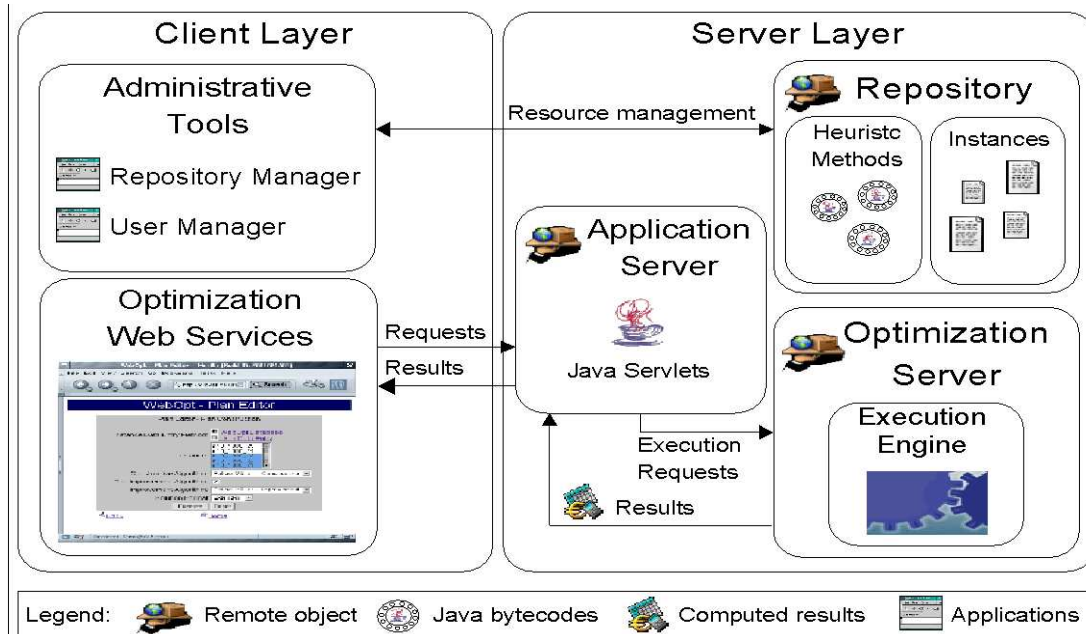 Client Layer
Administrative
Tools
Repository Manager
User Manager
Optimization
Web Services
WebOpt - Plan Editor
Requests
Results
Resource management
Server Layer
Application
Server
Java Servlets
Repository
Heuristc
Methods
Instances
Optimization
Server
Execution
Engine
Execution
Requests
Results
Legend:
Remote object
Java bytecodes
Computed results
Applications